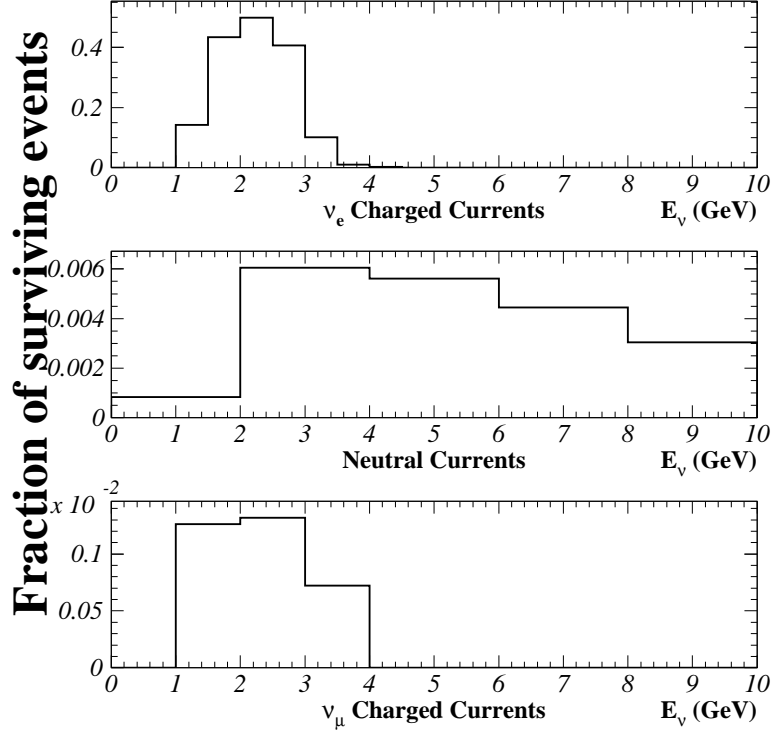 Fraction of surviving events
0.4
0.2
0
0 1 2 3 4 5 6 7 8 9 10
νe Charged Currents Eν (GeV)
0.006
0.004
0.002
0
0 1 2 3 4 5 6 7 8 9 10
Neutral Currents Eν (GeV)
x 10 -2
0.1
0.05
0
0 1 2 3 4 5 6 7 8 9 10
νμ Charged Currents Eν (GeV)